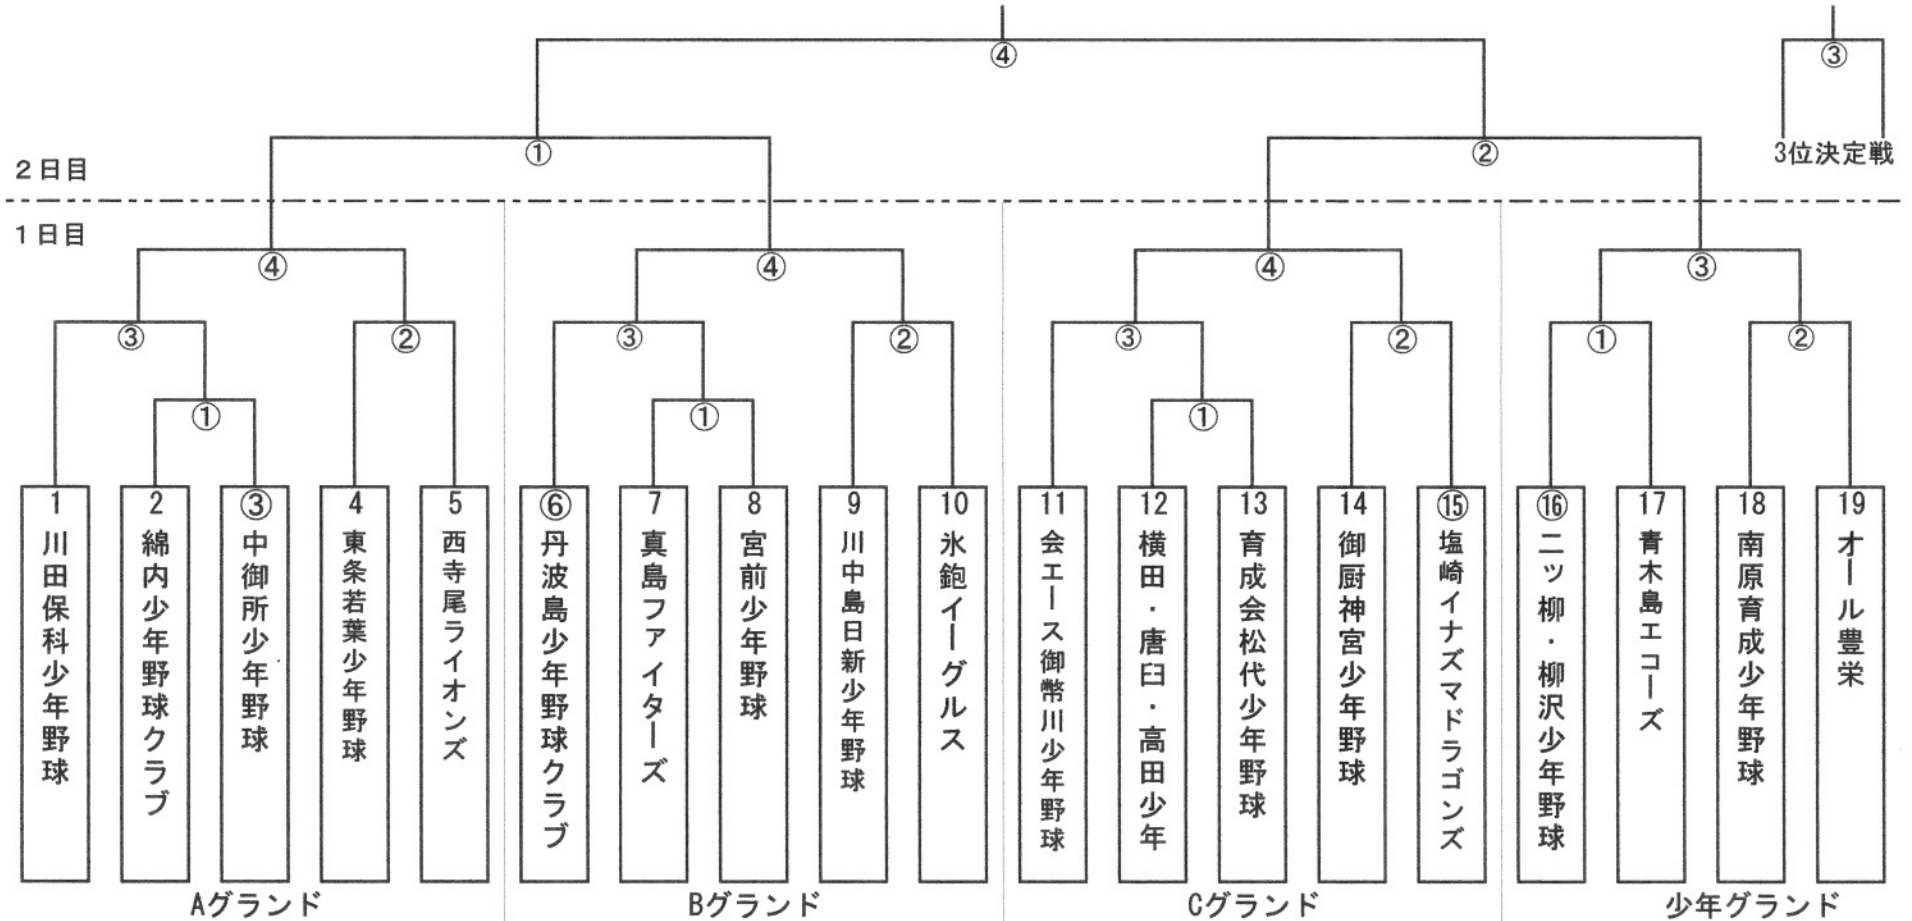 ④
③
①
②
3位決定戦
2日目
1日目
④
④
④
③
③
②
③
②
③
②
①
②
①
①
①
1 川田保科少年野球
2 綿内少年野球クラブ
③ 中御所少年野球
4 東条若葉少年野球
5 西寺尾ライオンズ
⑥ 丹波島少年野球クラブ
7 真島ファイターズ
8 宮前少年野球
9 川中島日新少年野球
10 氷鉋イーグルス
11 会エース御幣川少年野球
12 横田・唐臼・高田少年
13 育成会松代少年野球
14 御厨神宮少年野球
⑮ 塩崎イナズマドラゴンズ
⑯ 二ッ柳・柳沢少年野球
17 青木島エコーズ
18 南原育成少年野球
19 オール豊栄
Aグランド
Bグランド
Cグランド
少年グランド